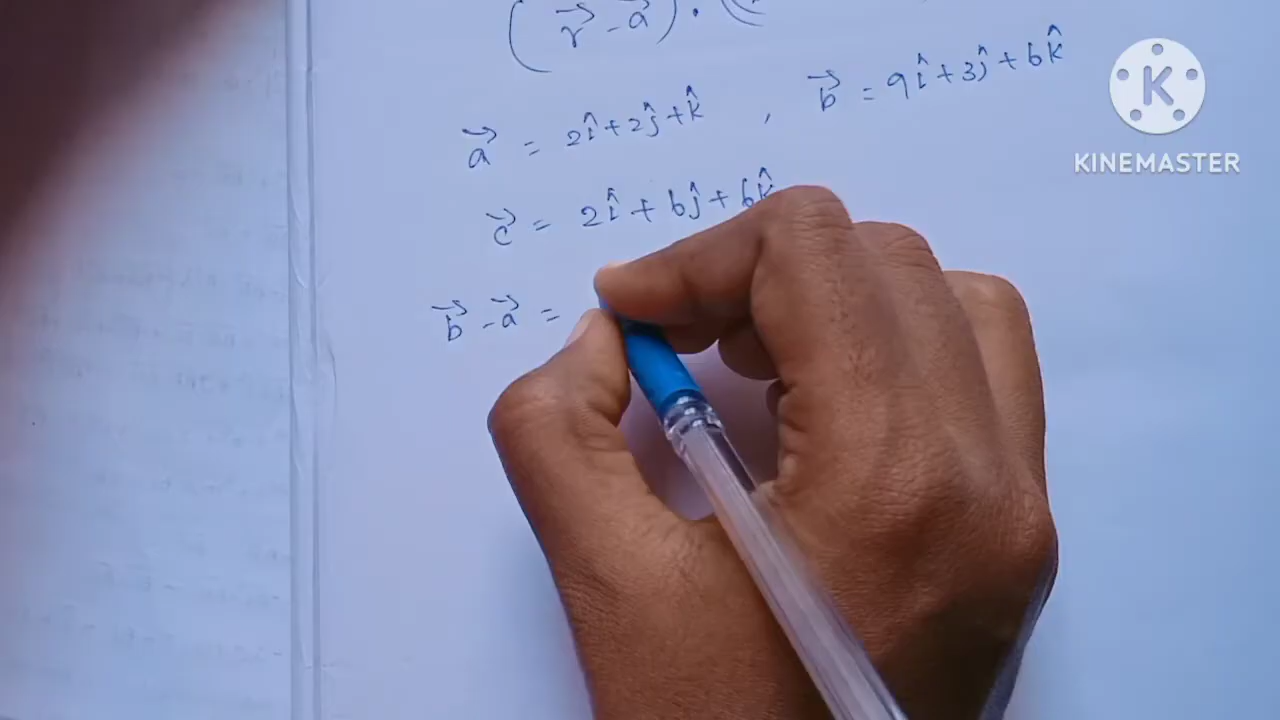 (r⃗ - a⃗) . (
a⃗ = 2î + 2ĵ + k̂ , b⃗ = 9î + 3ĵ + 6k̂
c⃗ = 2î + 6ĵ + 6k̂
b⃗ - a⃗ =
K
KINEMASTER